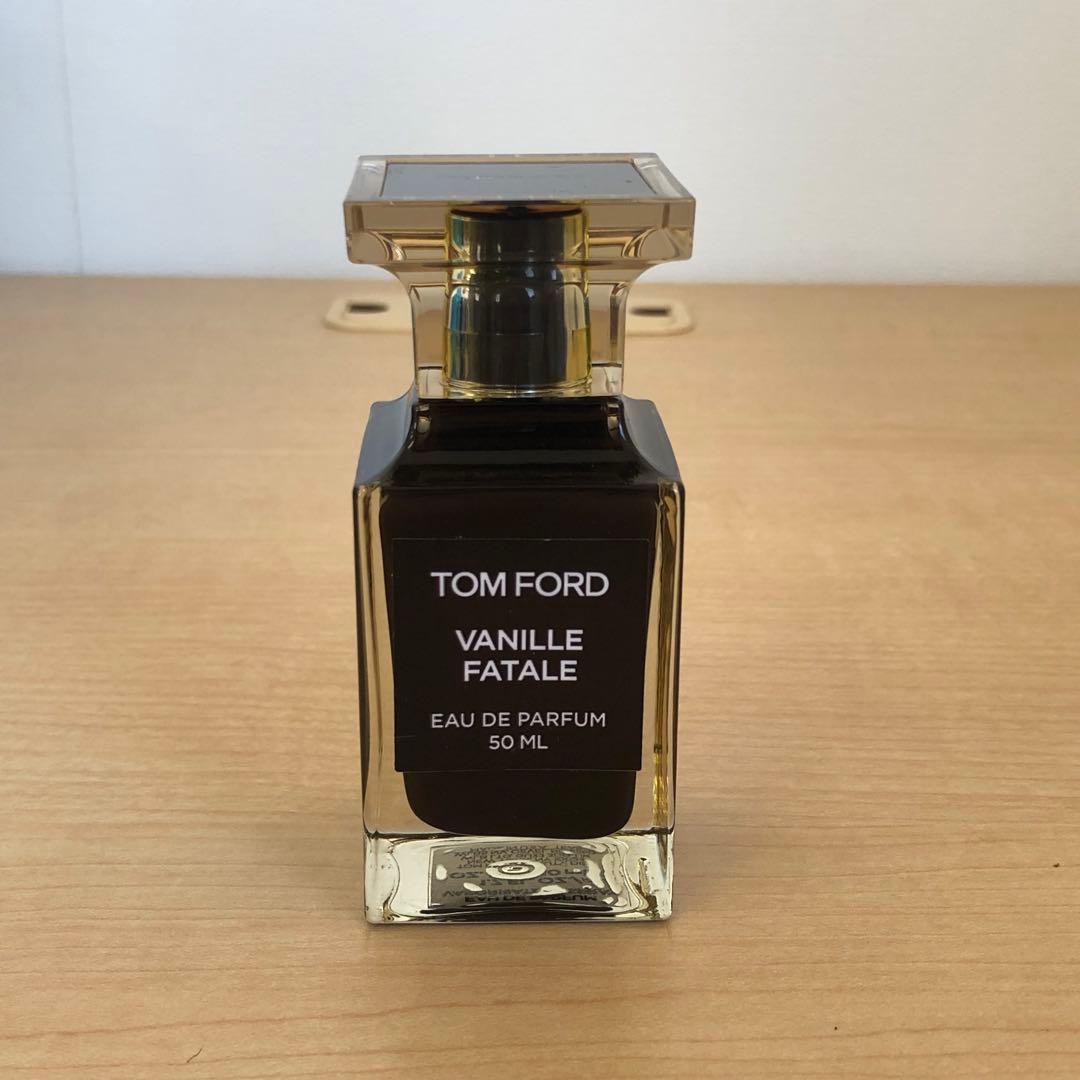 TOM FORD
VANILLE
FATALE
EAU DE PARFUM
50 ML